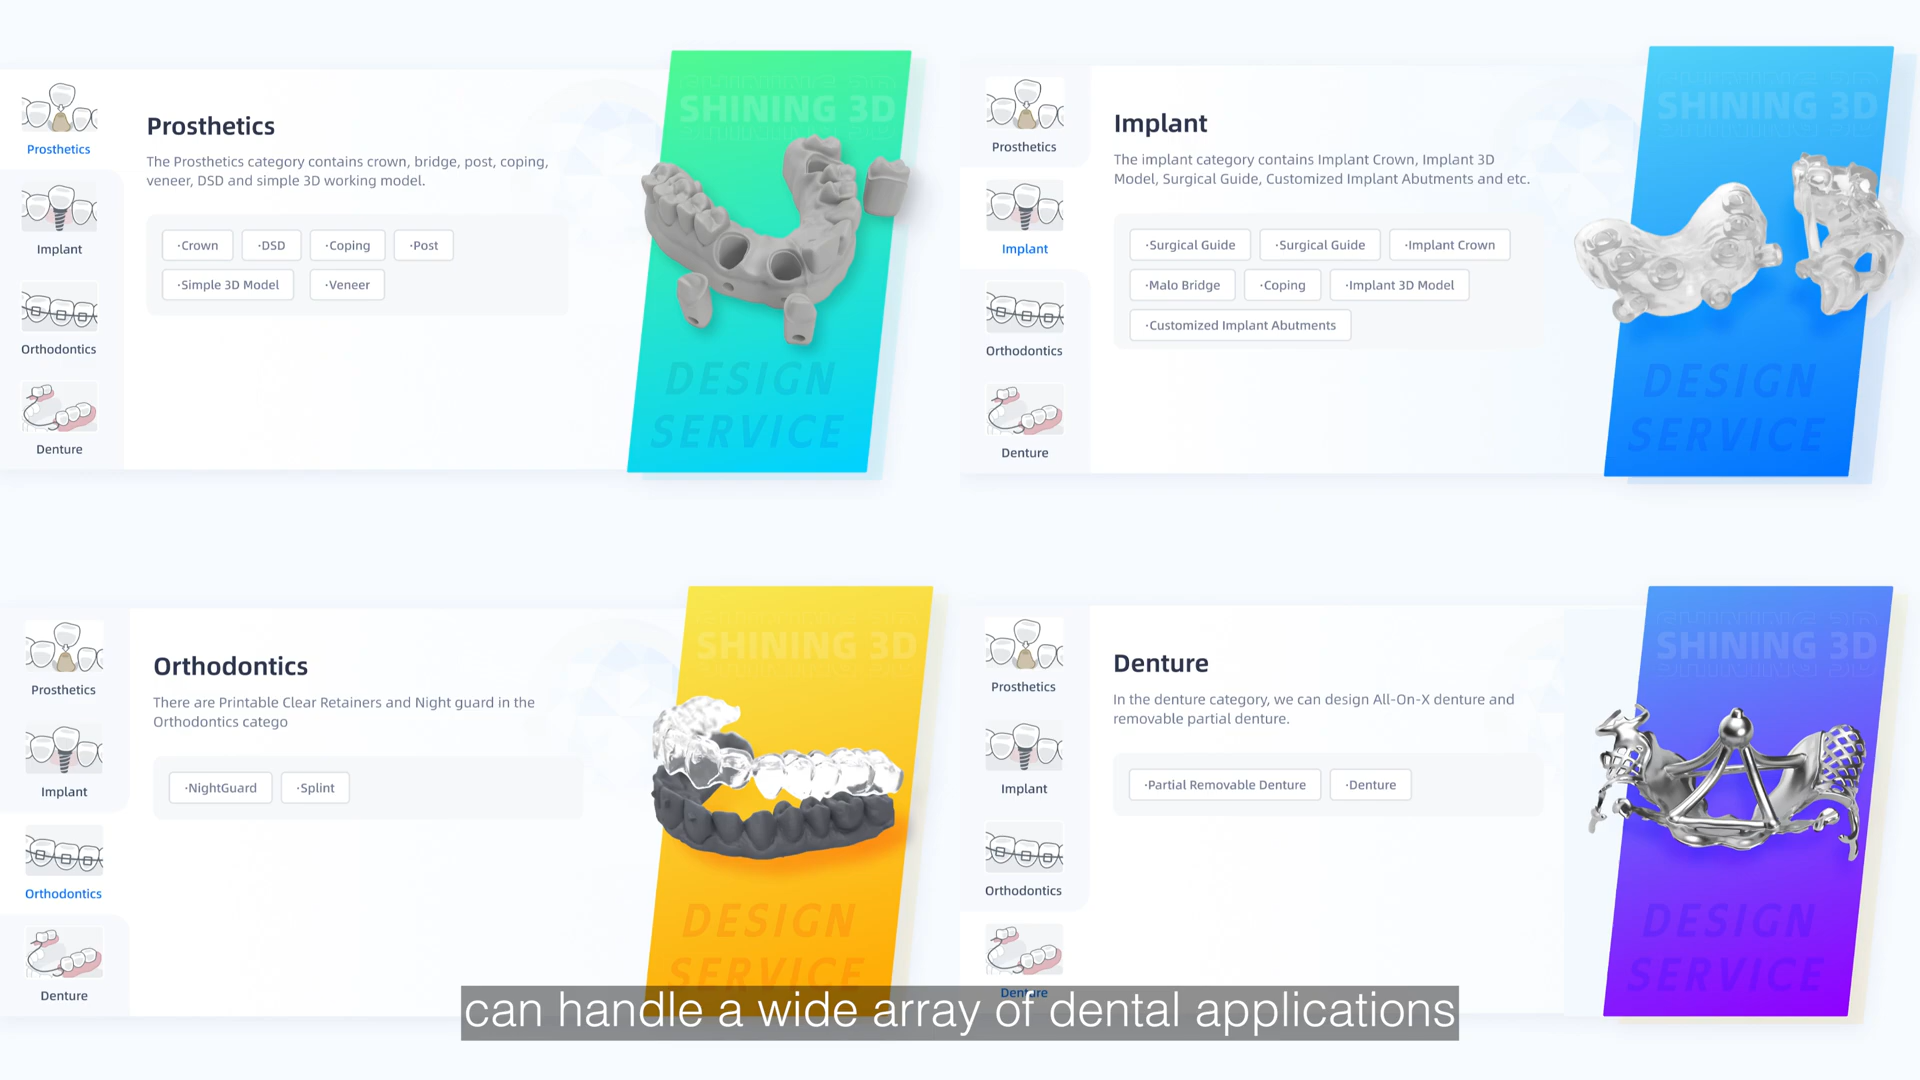 Prosthetics
Implant
Orthodontics
Denture
Prosthetics
The Prosthetics category contains crown, bridge, post, coping,
veneer, DSD and simple 3D working model.
·Crown ·DSD ·Coping ·Post
·Simple 3D Model ·Veneer
SHINING 3D
DESIGN
SERVICE
Prosthetics
Implant
Orthodontics
Denture
Implant
The implant category contains Implant Crown, Implant 3D
Model, Surgical Guide, Customized Implant Abutments and etc.
·Surgical Guide ·Surgical Guide ·Implant Crown
·Malo Bridge ·Coping ·Implant 3D Model
·Customized Implant Abutments
SHINING 3D
DESIGN
SERVICE
Prosthetics
Implant
Orthodontics
Denture
Orthodontics
There are Printable Clear Retainers and Night guard in the
Orthodontics catego
·NightGuard ·Splint
SHINING 3D
DESIGN
SERVICE
Prosthetics
Implant
Orthodontics
Denture
Denture
In the denture category, we can design All-On-X denture and
removable partial denture.
·Partial Removable Denture ·Denture
SHINING 3D
DESIGN
SERVICE
can handle a wide array of dental applications